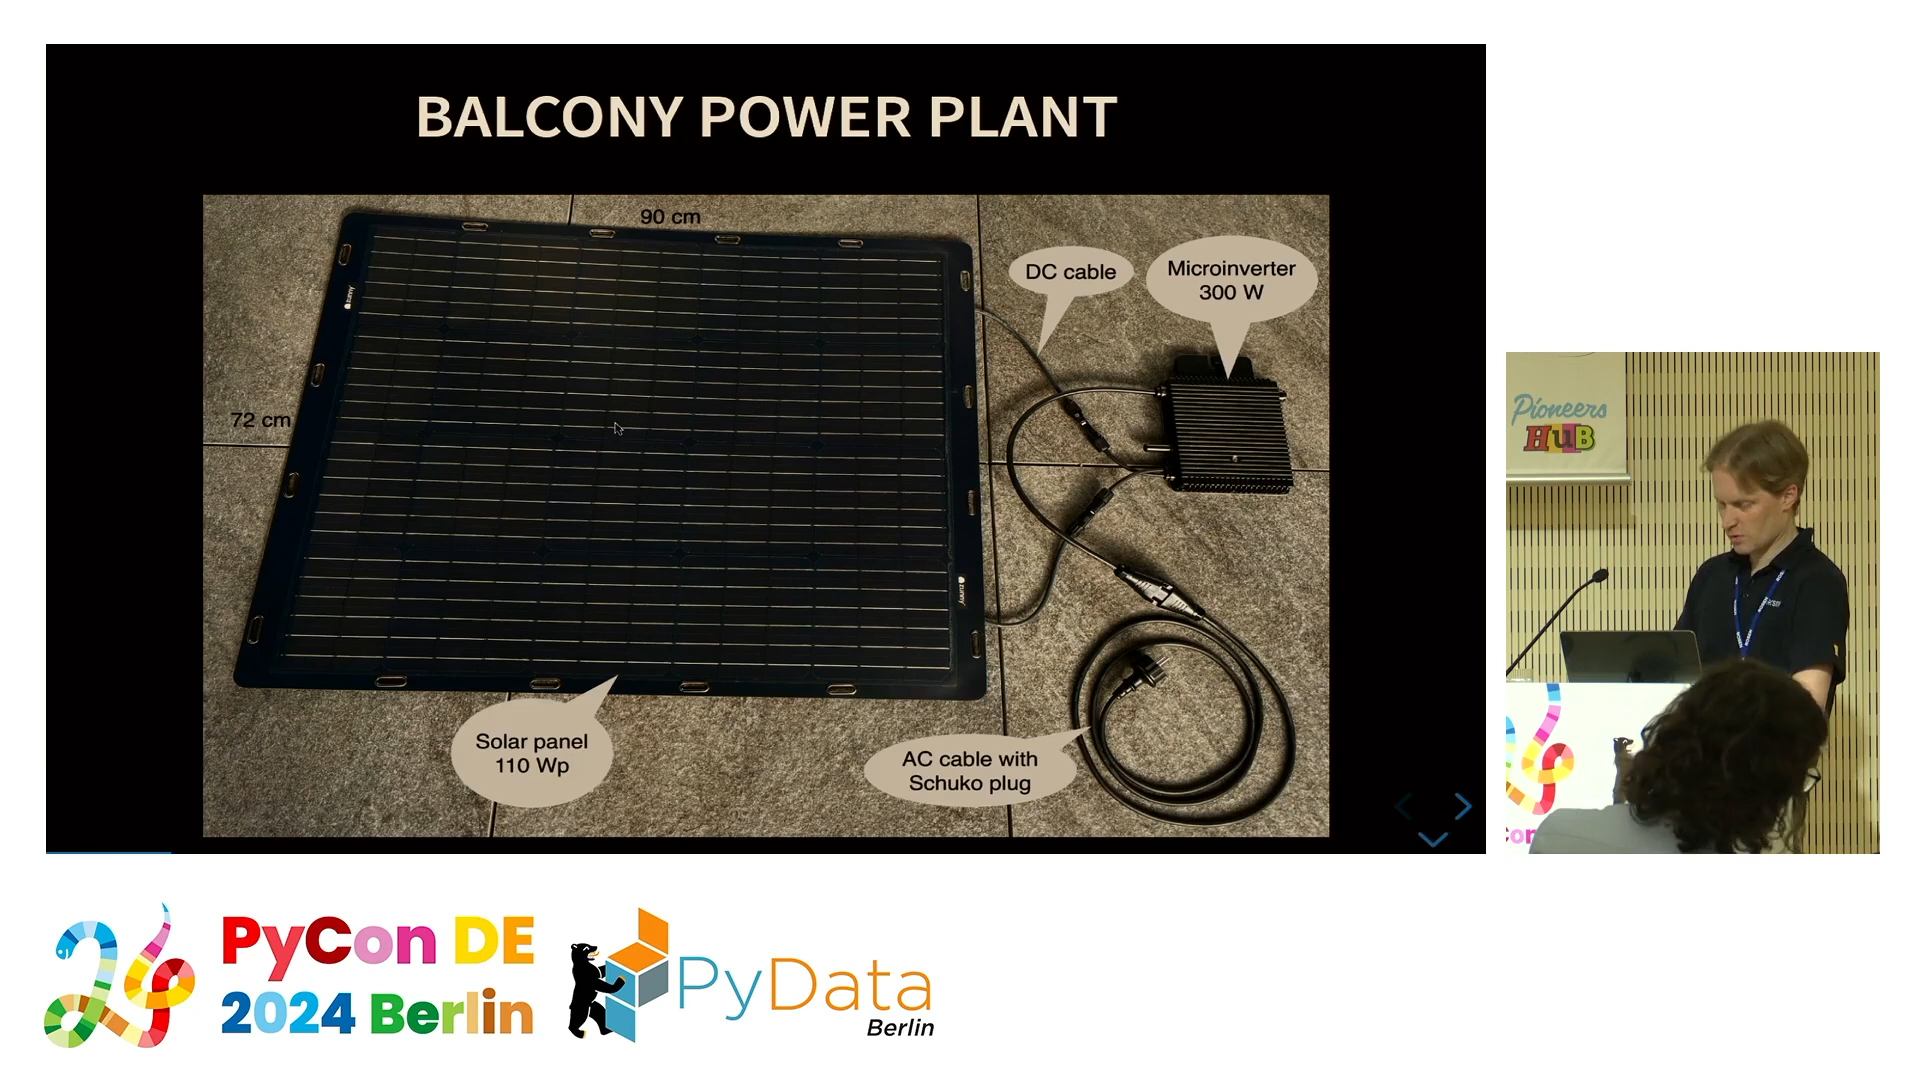 BALCONY POWER PLANT
90 cm
DC cable
Microinverter
300 W
72 cm
Solar panel
110 Wp
AC cable with
Schuko plug
Pioneers
HuB
PyCon DE
2024 Berlin
PyData
Berlin